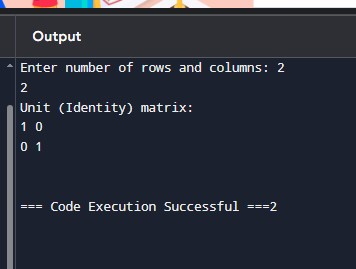 Output
Enter number of rows and columns: 2
2
Unit (Identity) matrix:
1 0
0 1
=== Code Execution Successful ===2